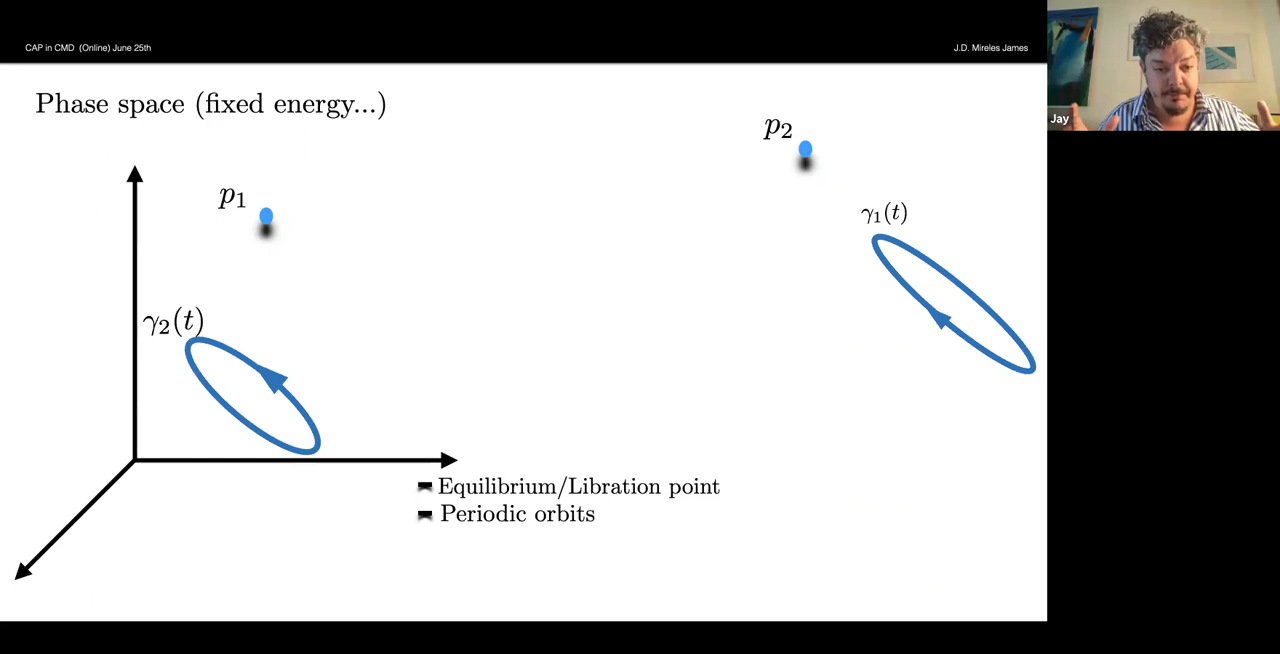 CAP in CMD (Online) June 25th
J.D. Mireles James
Phase space (fixed energy...)
p₂
Jay
p₁
γ₁(t)
γ₂(t)
Equilibrium/Libration point
Periodic orbits